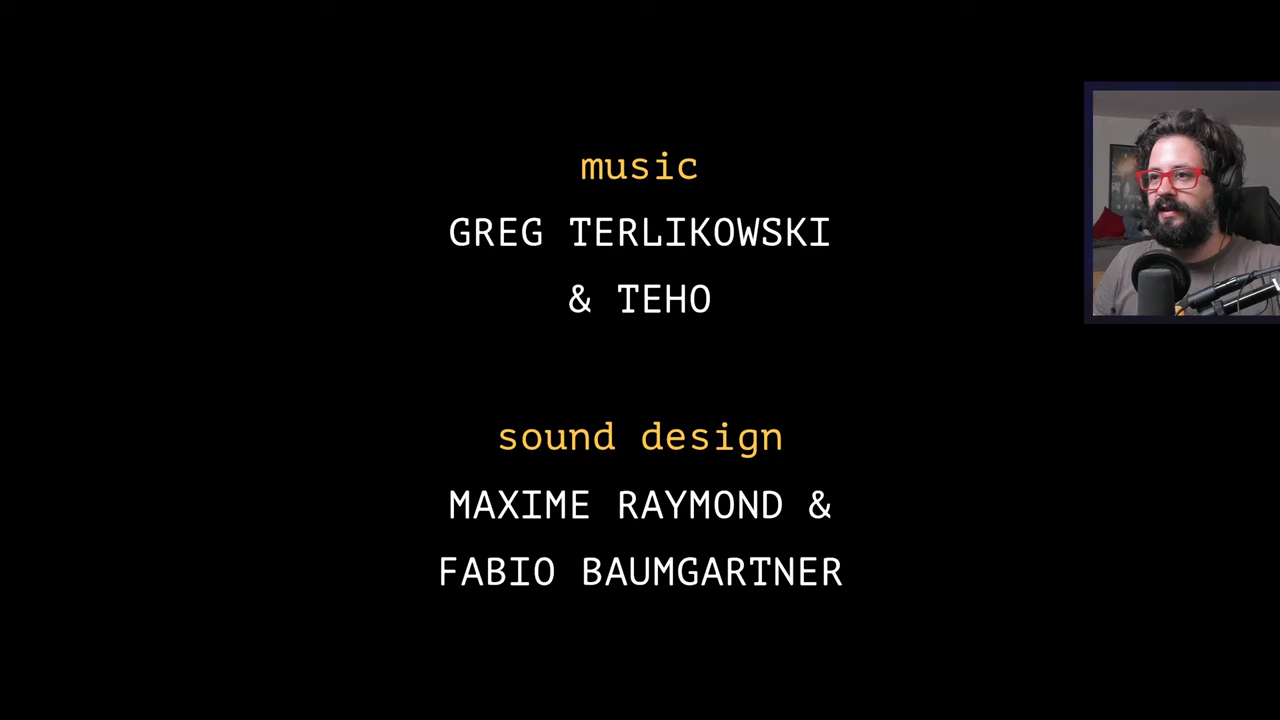 music
GREG TERLIKOWSKI
& TEHO
sound design
MAXIME RAYMOND &
FABIO BAUMGARTNER